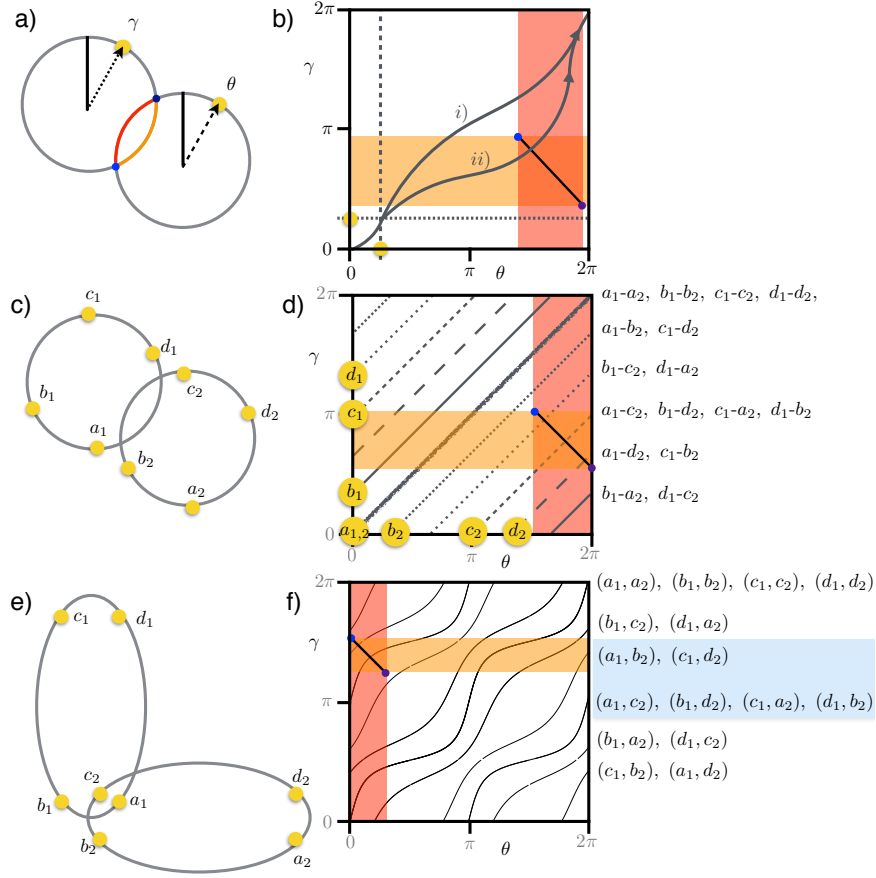 a)
γ
θ
b)
2π
γ
i)
π
ii)
0
0
π
θ
2π
c)
c₁
d₁
c₂
b₁
d₂
a₁
b₂
a₂
d)
2π
γ
d₁
π
c₁
b₁
0
a₁,₂
b₂
c₂
d₂
0
π
θ
2π
a₁-a₂, b₁-b₂, c₁-c₂, d₁-d₂,
a₁-b₂, c₁-d₂
b₁-c₂, d₁-a₂
a₁-c₂, b₁-d₂, c₁-a₂, d₁-b₂
a₁-d₂, c₁-b₂
b₁-a₂, d₁-c₂
e)
c₁
d₁
c₂
d₂
b₁
a₁
b₂
a₂
f)
2π
γ
π
0
0
π
θ
2π
(a₁, a₂), (b₁, b₂), (c₁, c₂), (d₁, d₂)
(b₁, c₂), (d₁, a₂)
(a₁, b₂), (c₁, d₂)
(a₁, c₂), (b₁, d₂), (c₁, a₂), (d₁, b₂)
(b₁, a₂), (d₁, c₂)
(c₁, b₂), (a₁, d₂)